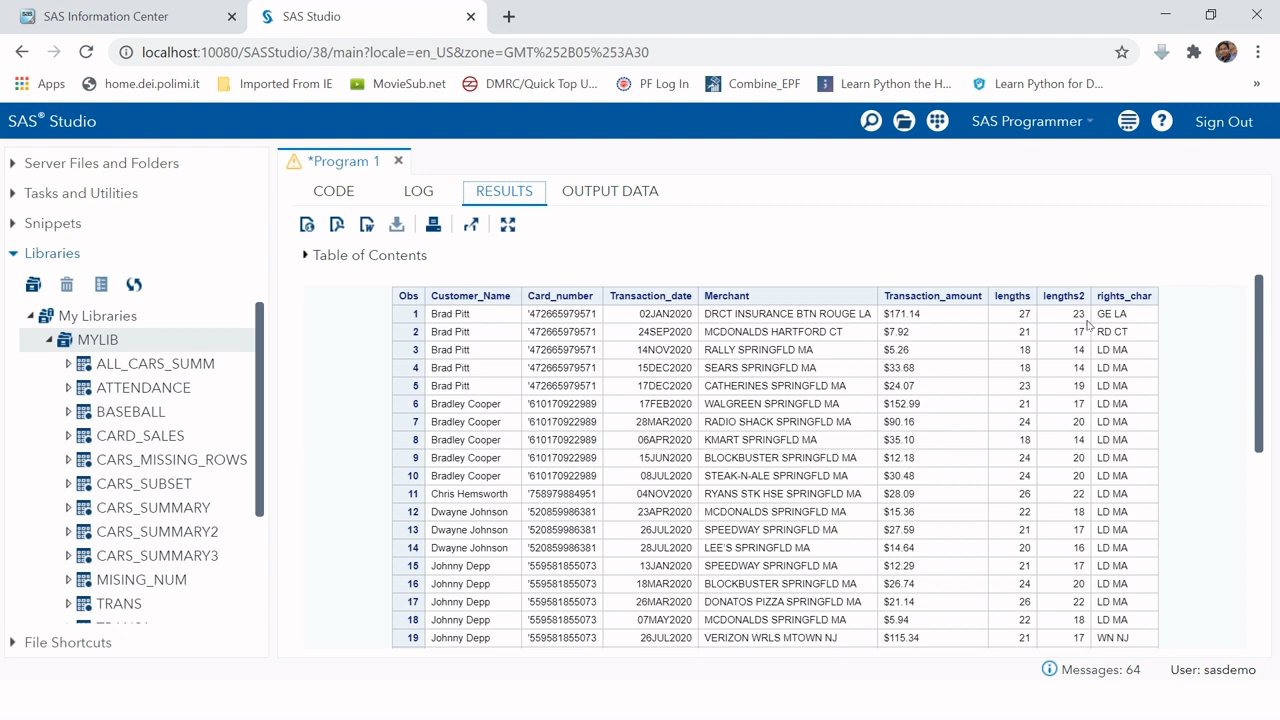 SAS Information Center
SAS Studio
localhost:10080/SASStudio/38/main?locale=en_US&zone=GMT%252B05%253A30
Apps home.dei.polimi.it Imported From IE MovieSub.net DMRC/Quick Top U... PF Log In Combine_EPF Learn Python the H... Learn Python for D... »
SAS® Studio SAS Programmer Sign Out
Server Files and Folders
Tasks and Utilities
Snippets
Libraries
My Libraries
MYLIB
ALL_CARS_SUMM
ATTENDANCE
BASEBALL
CARD_SALES
CARS_MISSING_ROWS
CARS_SUBSET
CARS_SUMMARY
CARS_SUMMARY2
CARS_SUMMARY3
MISING_NUM
TRANS
File Shortcuts
*Program 1
CODE LOG RESULTS OUTPUT DATA
Table of Contents
Obs Customer_Name Card_number Transaction_date Merchant Transaction_amount lengths lengths2 rights_char
1 Brad Pitt '472665979571 02JAN2020 DRCT INSURANCE BTN ROUGE LA $171.14 27 23 GE LA
2 Brad Pitt '472665979571 24SEP2020 MCDONALDS HARTFORD CT $7.92 21 17 RD CT
3 Brad Pitt '472665979571 14NOV2020 RALLY SPRINGFLD MA $5.26 18 14 LD MA
4 Brad Pitt '472665979571 15DEC2020 SEARS SPRINGFLD MA $33.68 18 14 LD MA
5 Brad Pitt '472665979571 17DEC2020 CATHERINES SPRINGFLD MA $24.07 23 19 LD MA
6 Bradley Cooper '610170922989 17FEB2020 WALGREEN SPRINGFLD MA $152.99 21 17 LD MA
7 Bradley Cooper '610170922989 28MAR2020 RADIO SHACK SPRINGFLD MA $90.16 24 20 LD MA
8 Bradley Cooper '610170922989 06APR2020 KMART SPRINGFLD MA $35.10 18 14 LD MA
9 Bradley Cooper '610170922989 15JUN2020 BLOCKBUSTER SPRINGFLD MA $12.18 24 20 LD MA
10 Bradley Cooper '610170922989 08JUL2020 STEAK-N-ALE SPRINGFLD MA $30.48 24 20 LD MA
11 Chris Hemsworth '758979884951 04NOV2020 RYANS STK HSE SPRINGFLD MA $28.09 26 22 LD MA
12 Dwayne Johnson '520859986381 23APR2020 MCDONALDS SPRINGFLD MA $15.36 22 18 LD MA
13 Dwayne Johnson '520859986381 26JUL2020 SPEEDWAY SPRINGFLD MA $27.59 21 17 LD MA
14 Dwayne Johnson '520859986381 28JUL2020 LEE'S SPRINGFLD MA $14.64 20 16 LD MA
15 Johnny Depp '559581855073 13JAN2020 SPEEDWAY SPRINGFLD MA $12.29 21 17 LD MA
16 Johnny Depp '559581855073 18MAR2020 BLOCKBUSTER SPRINGFLD MA $26.74 24 20 LD MA
17 Johnny Depp '559581855073 26MAR2020 DONATOS PIZZA SPRINGFLD MA $21.14 26 22 LD MA
18 Johnny Depp '559581855073 07MAY2020 MCDONALDS SPRINGFLD MA $5.94 22 18 LD MA
19 Johnny Depp '559581855073 26JUL2020 VERIZON WRLS MTOWN NJ $115.34 21 17 WN NJ
Messages: 64 User: sasdemo